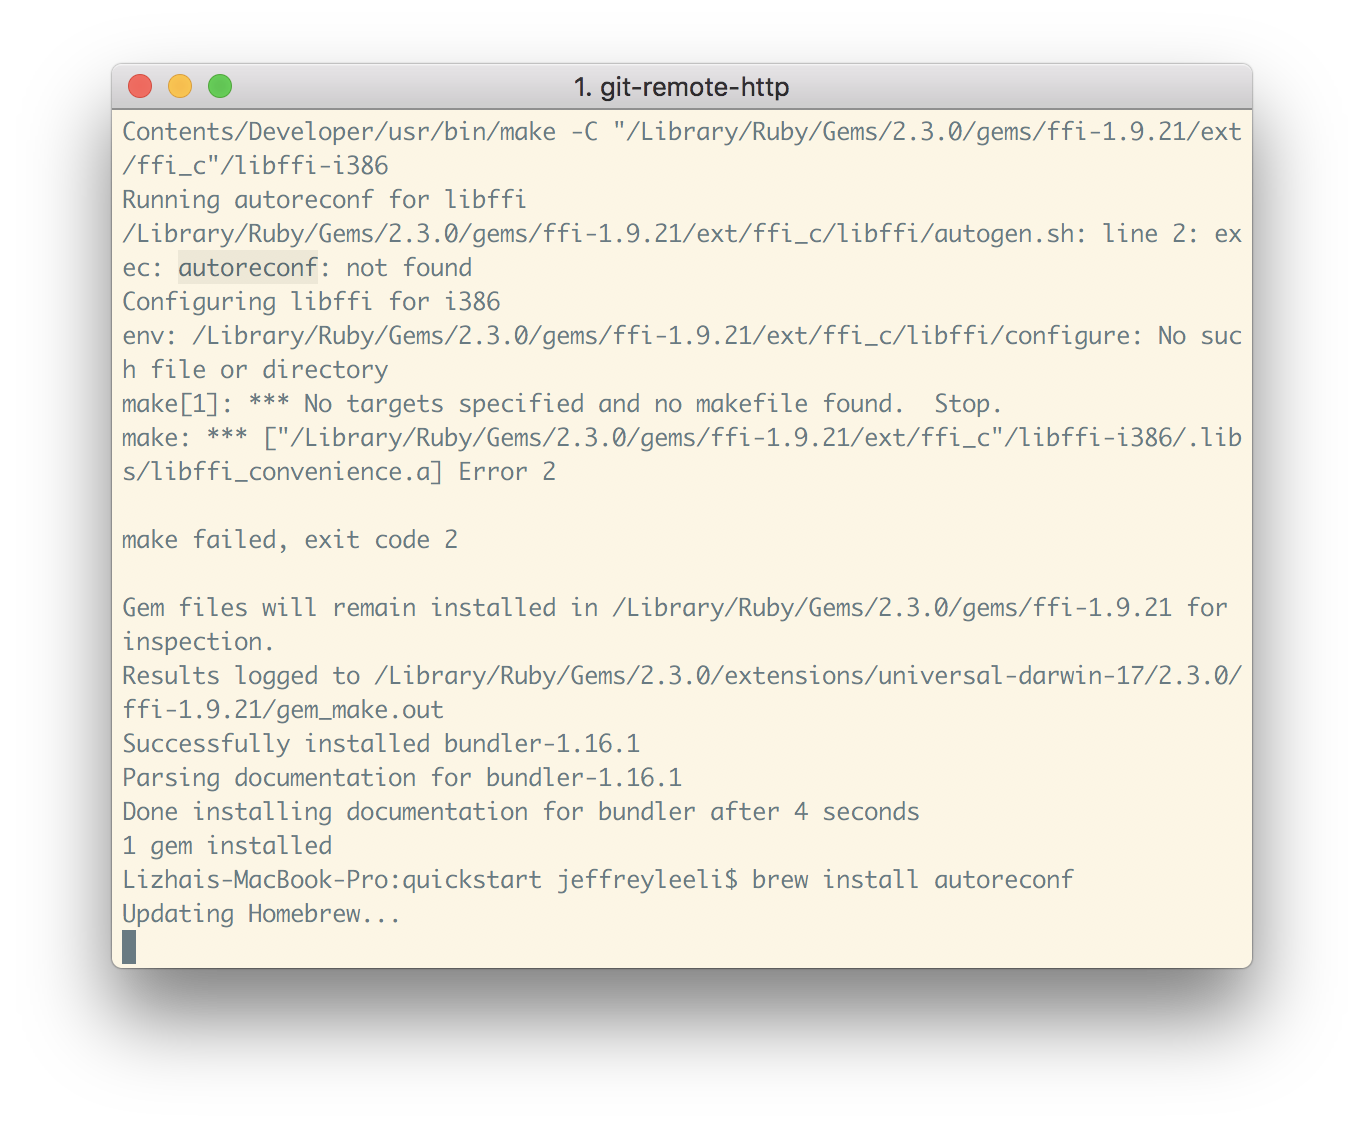 1. git-remote-http
Contents/Developer/usr/bin/make -C "/Library/Ruby/Gems/2.3.0/gems/ffi-1.9.21/ext
/ffi_c"/libffi-i386
Running autoreconf for libffi
/Library/Ruby/Gems/2.3.0/gems/ffi-1.9.21/ext/ffi_c/libffi/autogen.sh: line 2: ex
ec: autoreconf: not found
Configuring libffi for i386
env: /Library/Ruby/Gems/2.3.0/gems/ffi-1.9.21/ext/ffi_c/libffi/configure: No suc
h file or directory
make[1]: *** No targets specified and no makefile found.  Stop.
make: *** ["/Library/Ruby/Gems/2.3.0/gems/ffi-1.9.21/ext/ffi_c"/libffi-i386/.lib
s/libffi_convenience.a] Error 2
make failed, exit code 2
Gem files will remain installed in /Library/Ruby/Gems/2.3.0/gems/ffi-1.9.21 for
inspection.
Results logged to /Library/Ruby/Gems/2.3.0/extensions/universal-darwin-17/2.3.0/
ffi-1.9.21/gem_make.out
Successfully installed bundler-1.16.1
Parsing documentation for bundler-1.16.1
Done installing documentation for bundler after 4 seconds
1 gem installed
Lizhais-MacBook-Pro:quickstart jeffreyleeli$ brew install autoreconf
Updating Homebrew...